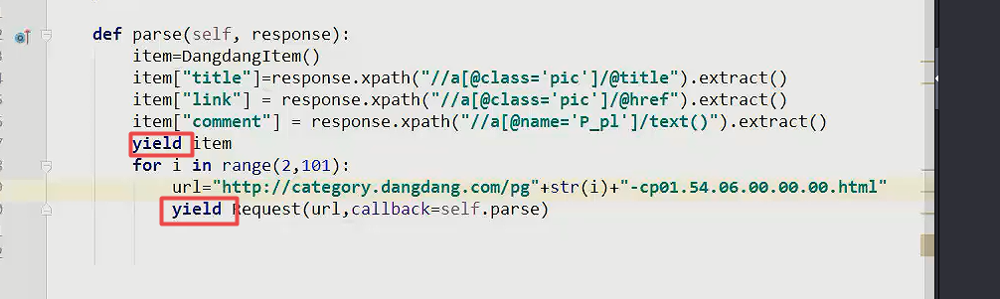 def parse(self, response):
    item=DangdangItem()
    item["title"]=response.xpath("//a[@class='pic']/@title").extract()
    item["link"] = response.xpath("//a[@class='pic']/@href").extract()
    item["comment"] = response.xpath("//a[@name='P_pl']/text()").extract()
    yield item
    for i in range(2,101):
        url="http://category.dangdang.com/pg"+str(i)+"-cp01.54.06.00.00.00.html"
        yield Request(url,callback=self.parse)